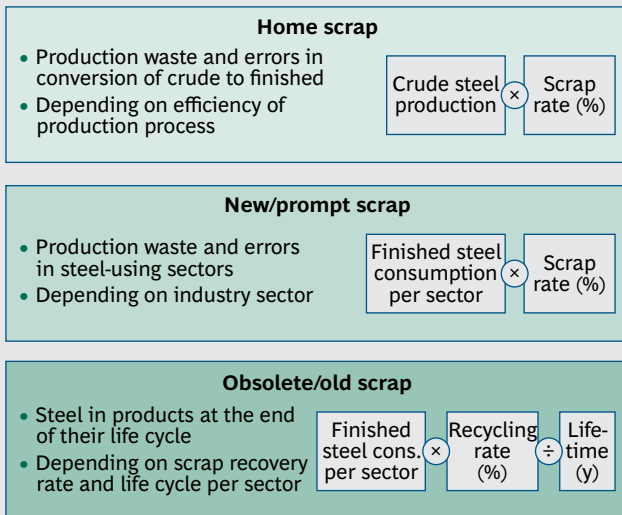 Home scrap
• Production waste and errors in
conversion of crude to finished
• Depending on efficiency of
production process
Crude steel
production
×
Scrap
rate (%)
New/prompt scrap
• Production waste and errors
in steel-using sectors
• Depending on industry sector
Finished steel
consumption
per sector
×
Scrap
rate (%)
Obsolete/old scrap
• Steel in products at the end
of their life cycle
• Depending on scrap recovery
rate and life cycle per sector
Finished
steel cons.
per sector
×
Recycling
rate
(%)
÷
Life-
time
(y)